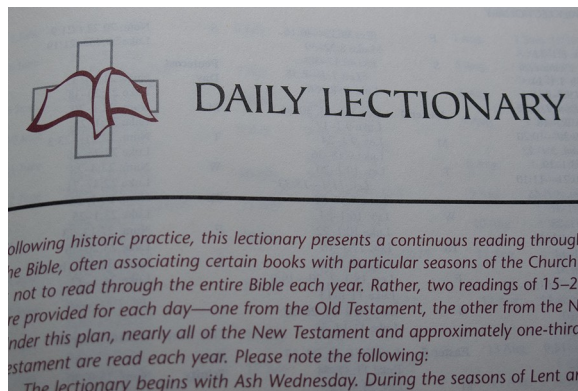 DAILY LECTIONARY
ollowing historic practice, this lectionary presents a continuous reading through
he Bible, often associating certain books with particular seasons of the Church
not to read through the entire Bible each year. Rather, two readings of 15–2
re provided for each day—one from the Old Testament, the other from the N
nder this plan, nearly all of the New Testament and approximately one-third
estament are read each year. Please note the following:
The lectionary begins with Ash Wednesday. During the seasons of Lent an